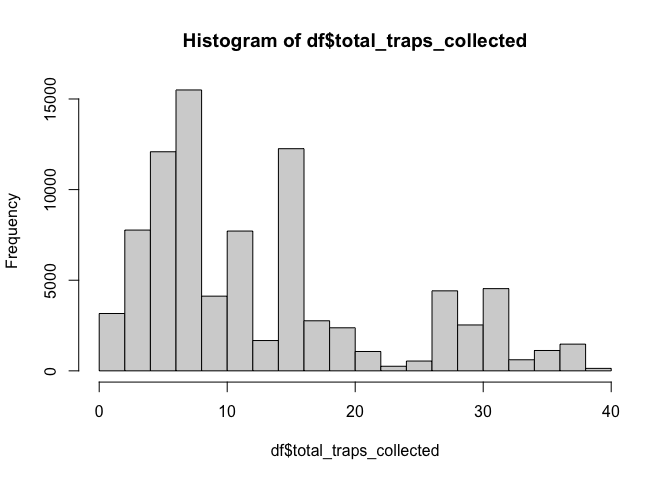 Histogram of df$total_traps_collected
Frequency
15000
10000
5000
0
0 10 20 30 40
df$total_traps_collected